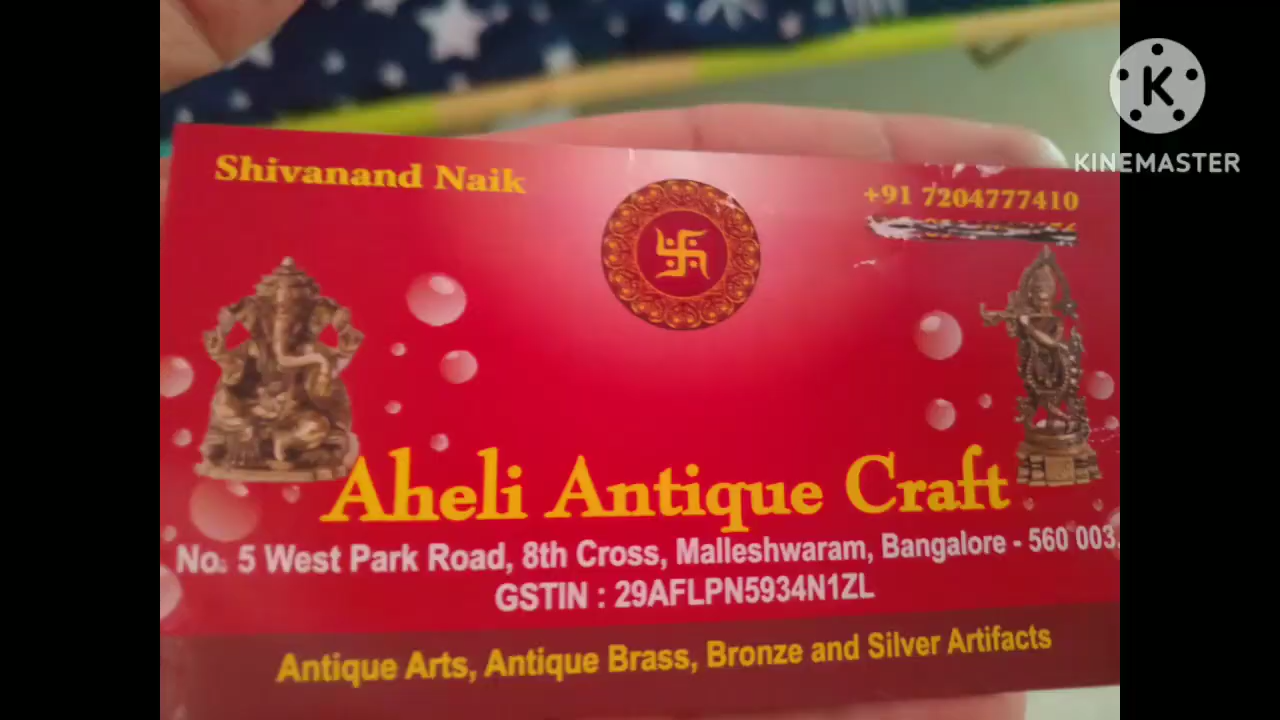 Shivanand Naik
+91 7204777410
Aheli Antique Craft
No. 5 West Park Road, 8th Cross, Malleshwaram, Bangalore - 560 003.
GSTIN : 29AFLPN5934N1ZL
Antique Arts, Antique Brass, Bronze and Silver Artifacts
K
KINEMASTER